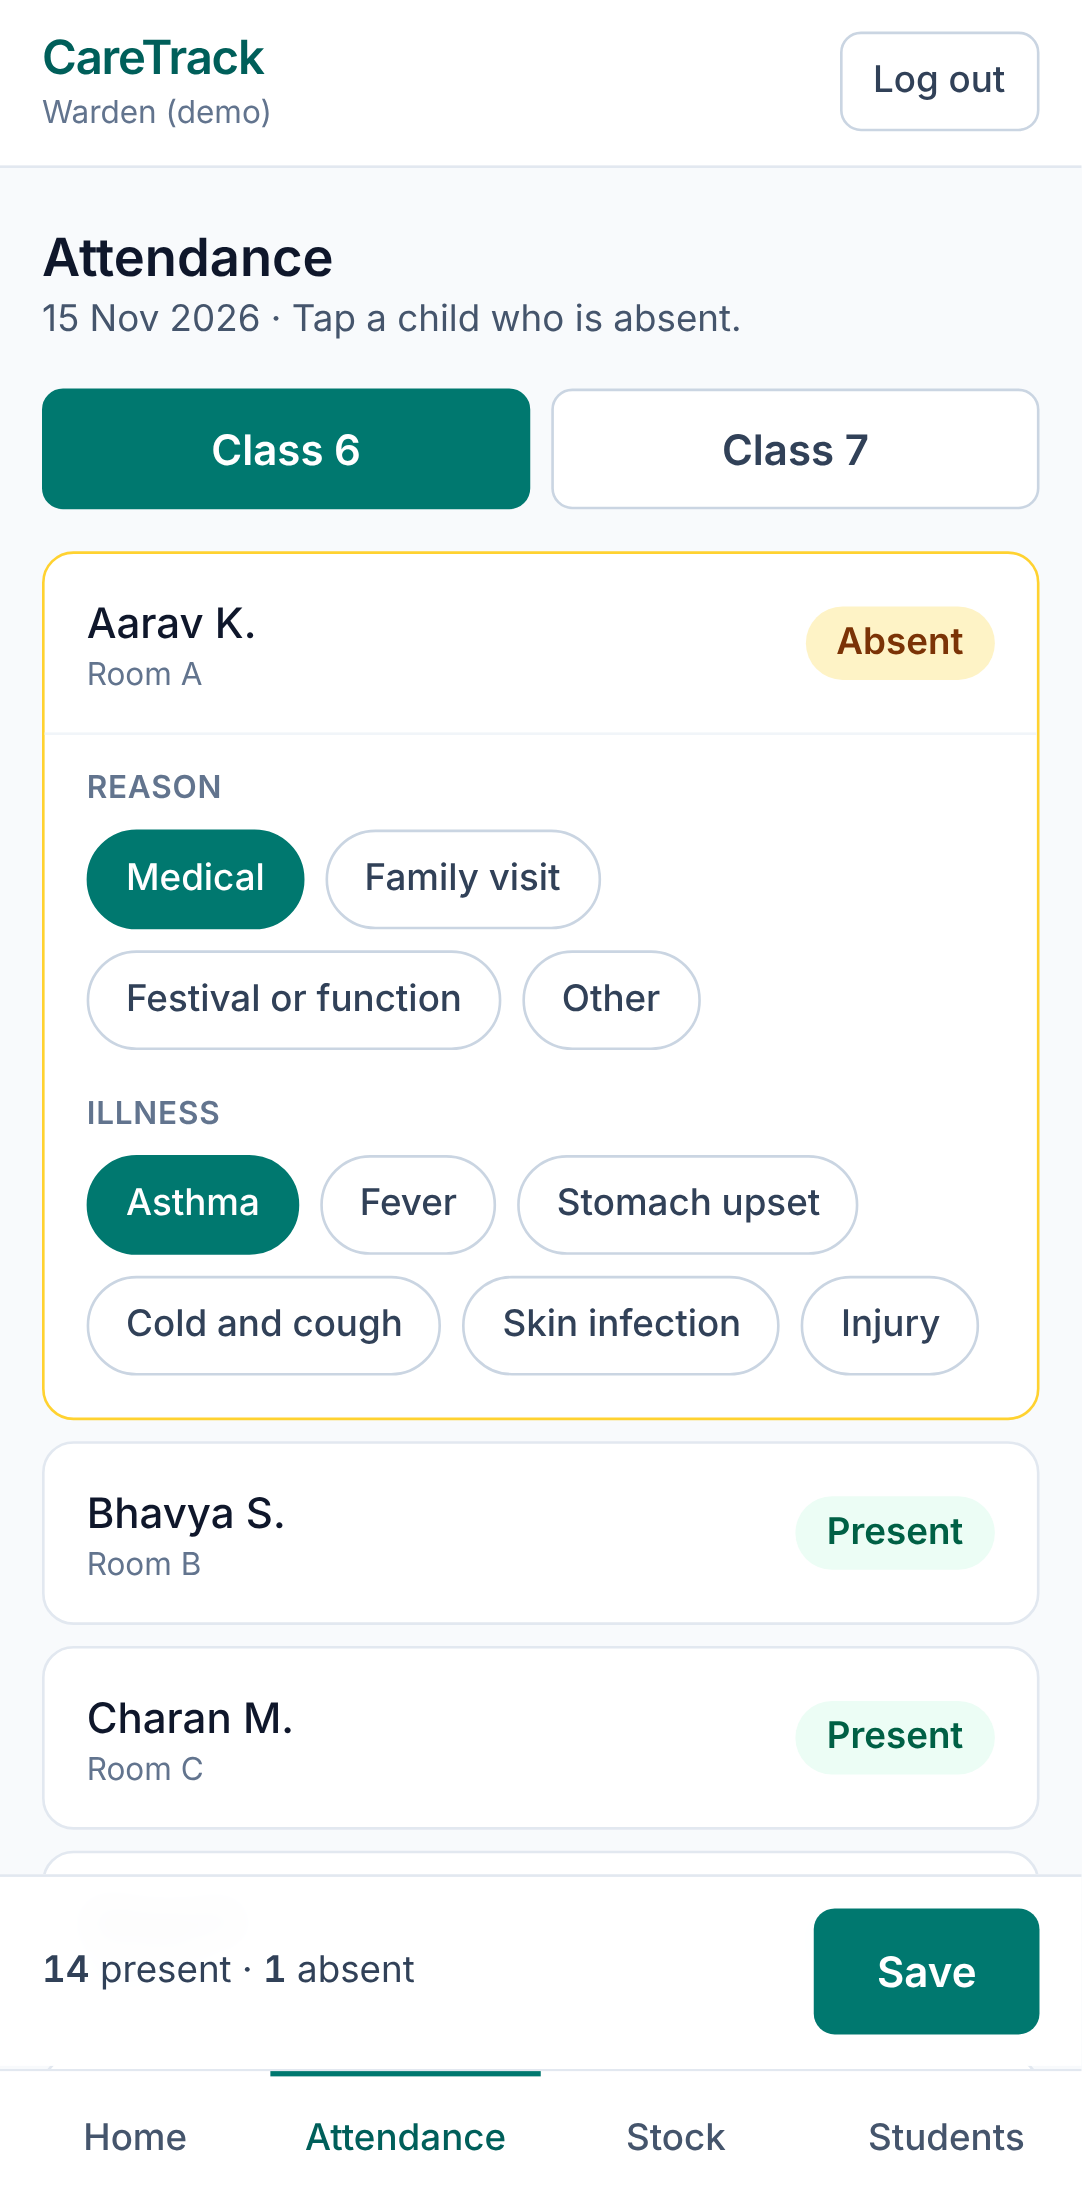 CareTrack
Warden (demo)
Log out
Attendance
15 Nov 2026 · Tap a child who is absent.
Class 6
Class 7
Aarav K.
Room A
Absent
REASON
Medical
Family visit
Festival or function
Other
ILLNESS
Asthma
Fever
Stomach upset
Cold and cough
Skin infection
Injury
Bhavya S.
Room B
Present
Charan M.
Room C
Present
14 present · 1 absent
Save
Home
Attendance
Stock
Students